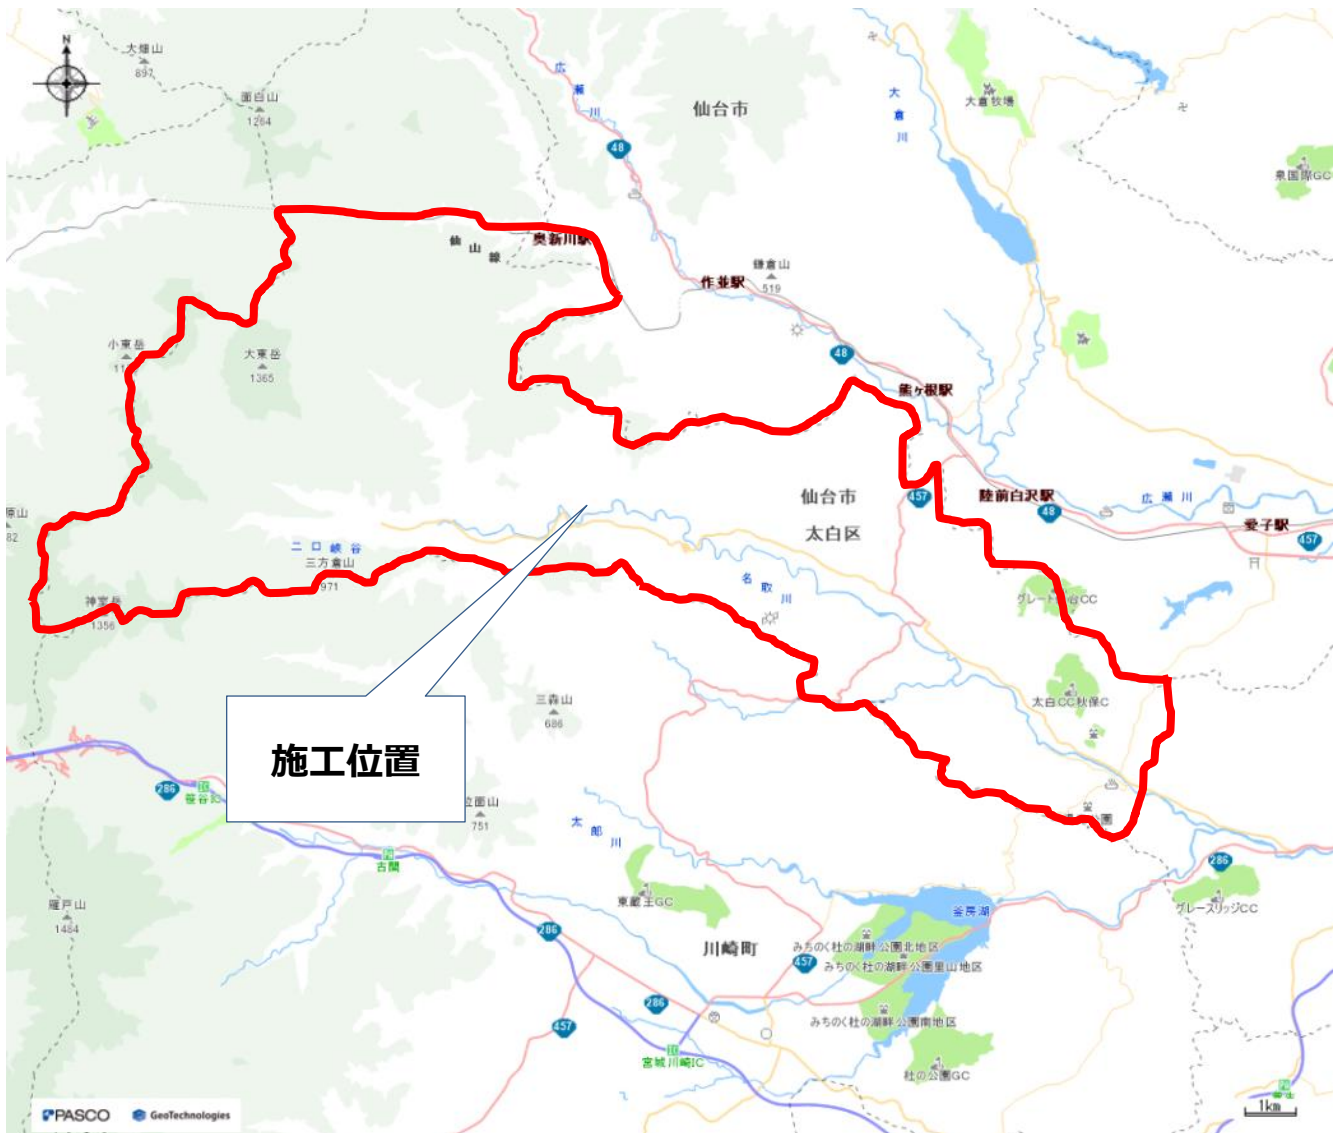 N
大畑山
897
面白山
1264
広瀬川
仙台市
大倉川
大倉牧場
泉国際GC
48
仙山線
奥新川駅
作並駅
鎌倉山
519
小東岳
大東岳
1365
48
熊ヶ根駅
仙台市
太白区
457
陸前白沢駅
48
広瀬川
愛子駅
457
二口峡谷
三方倉山
971
名取川
神室岳
1356
太白CC秋保C
三森山
686
施工位置
286
笹谷IC
751
太郎川
古関
286
東蔵王GC
釜房湖
グレースリッジCC
雁戸山
1484
286
川崎町
457
みちのく杜の湖畔公園北地区
みちのく杜の湖畔公園里山地区
みちのく杜の湖畔公園南地区
286
457
宮城川崎IC
杜の公園GC
PASCO
GeoTechnologies
1km